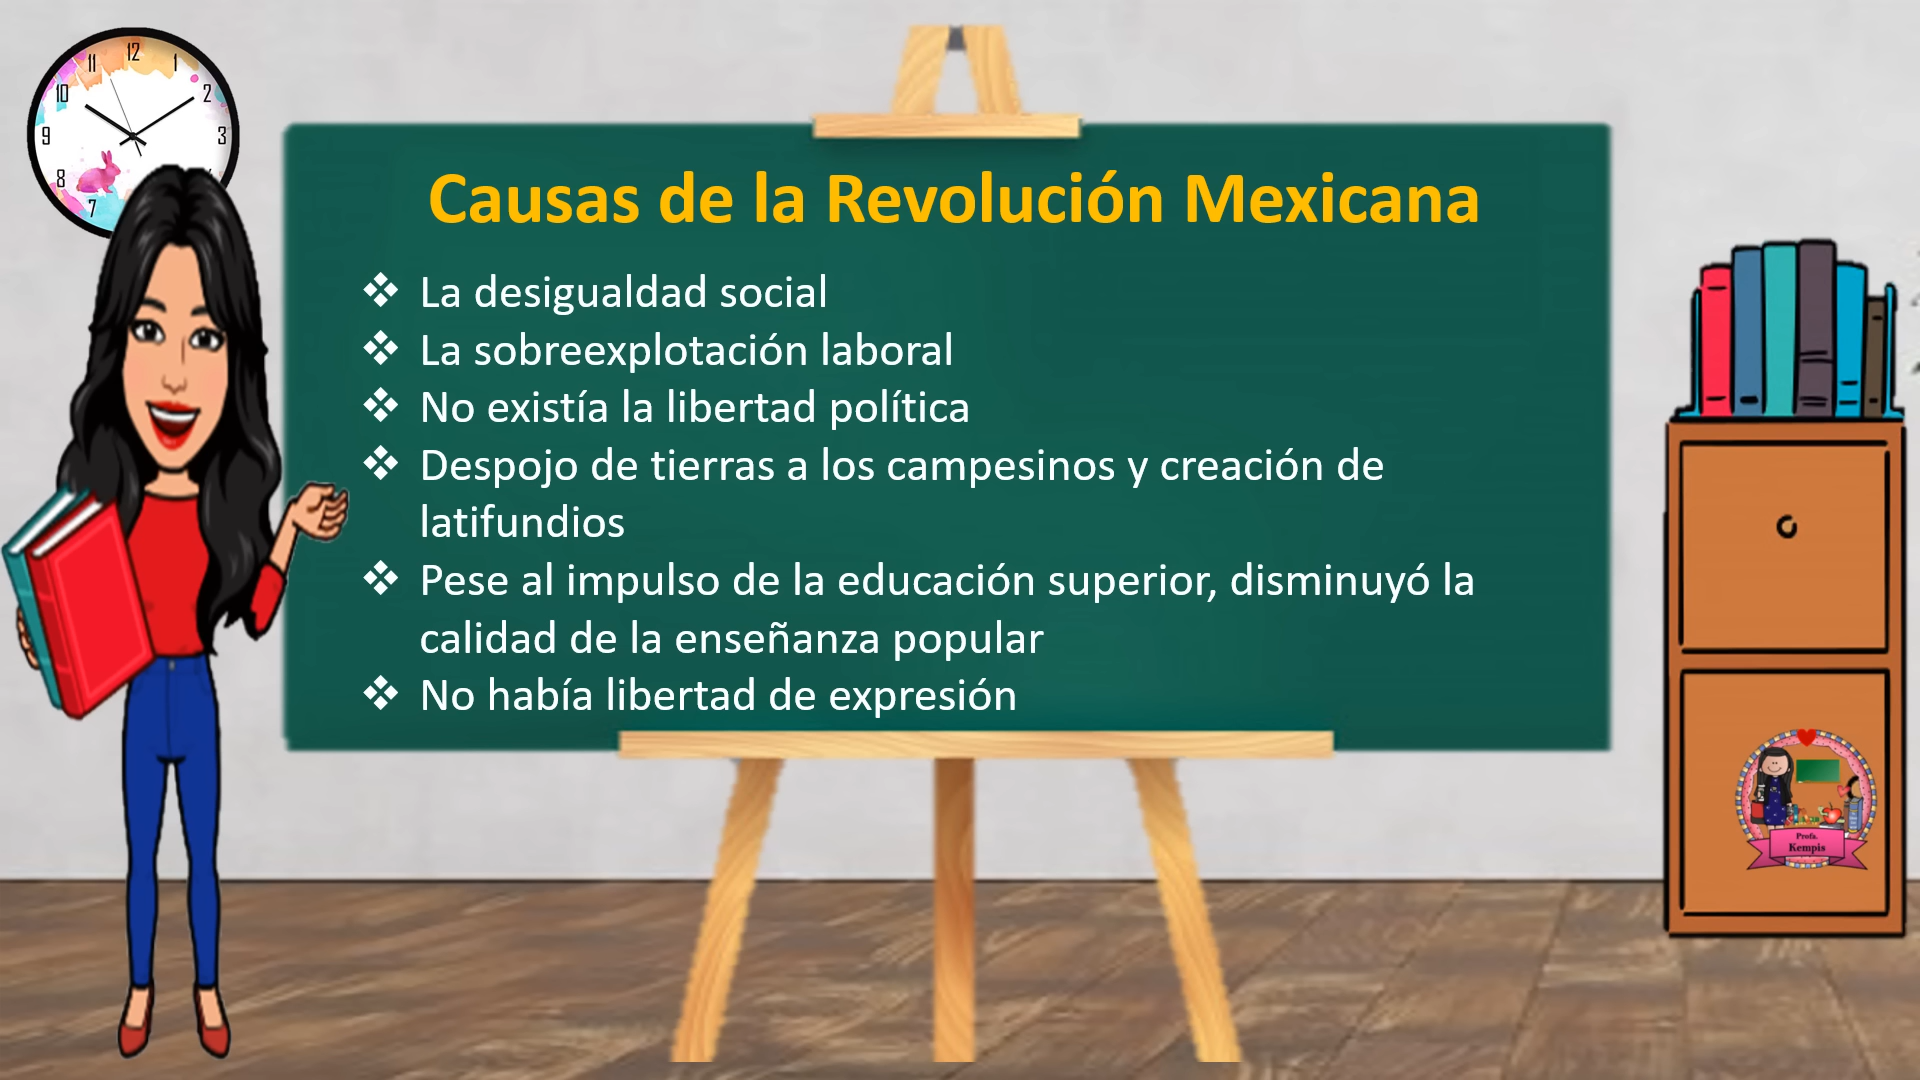 12
11
1
10
2
9
3
8
7
Causas de la Revolución Mexicana
❖ La desigualdad social
❖ La sobreexplotación laboral
❖ No existía la libertad política
❖ Despojo de tierras a los campesinos y creación de
latifundios
❖ Pese al impulso de la educación superior, disminuyó la
calidad de la enseñanza popular
❖ No había libertad de expresión
Profa.
Kempis